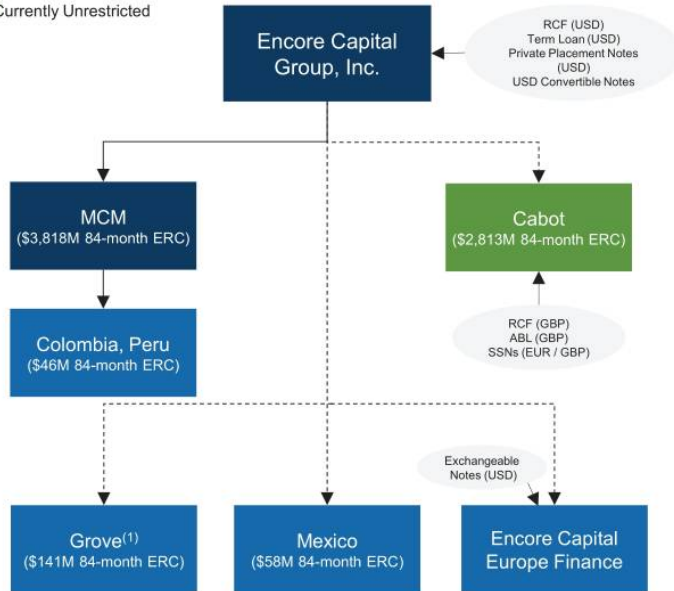 Currently Unrestricted
Encore Capital
Group, Inc.
RCF (USD)
Term Loan (USD)
Private Placement Notes
(USD)
USD Convertible Notes
MCM
($3,818M 84-month ERC)
Cabot
($2,813M 84-month ERC)
Colombia, Peru
($46M 84-month ERC)
RCF (GBP)
ABL (GBP)
SSNs (EUR / GBP)
Exchangeable
Notes (USD)
Grove(1)
($141M 84-month ERC)
Mexico
($58M 84-month ERC)
Encore Capital
Europe Finance